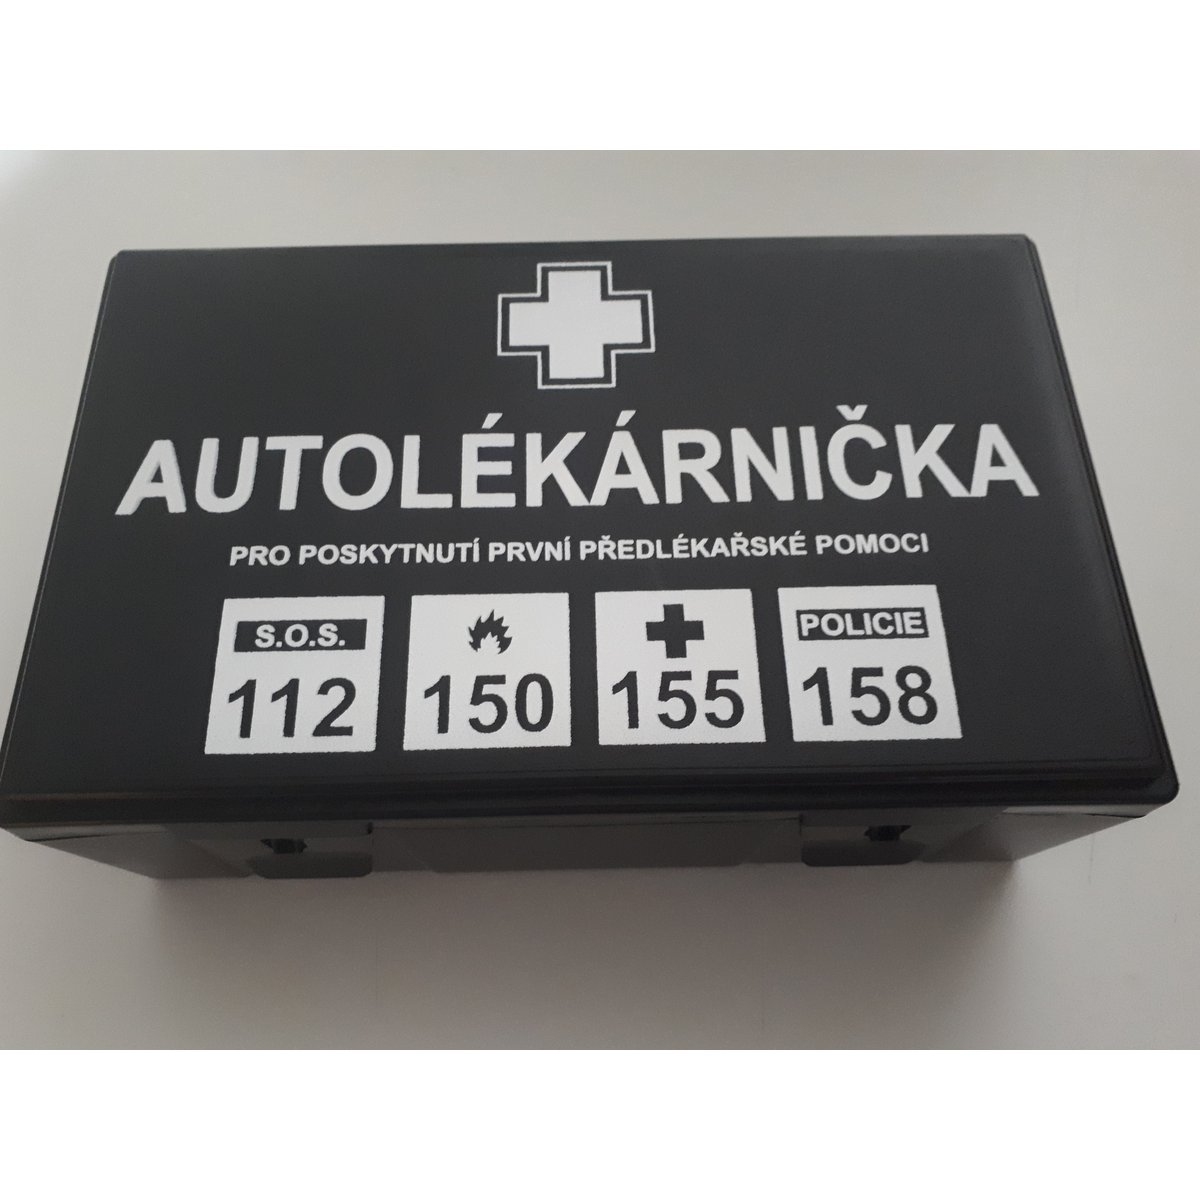 AUTOLÉKÁRNIČKA
PRO POSKYTNUTÍ PRVNÍ PŘEDLÉKAŘSKÉ POMOCI
S.O.S.
112
150
155
POLICIE
158